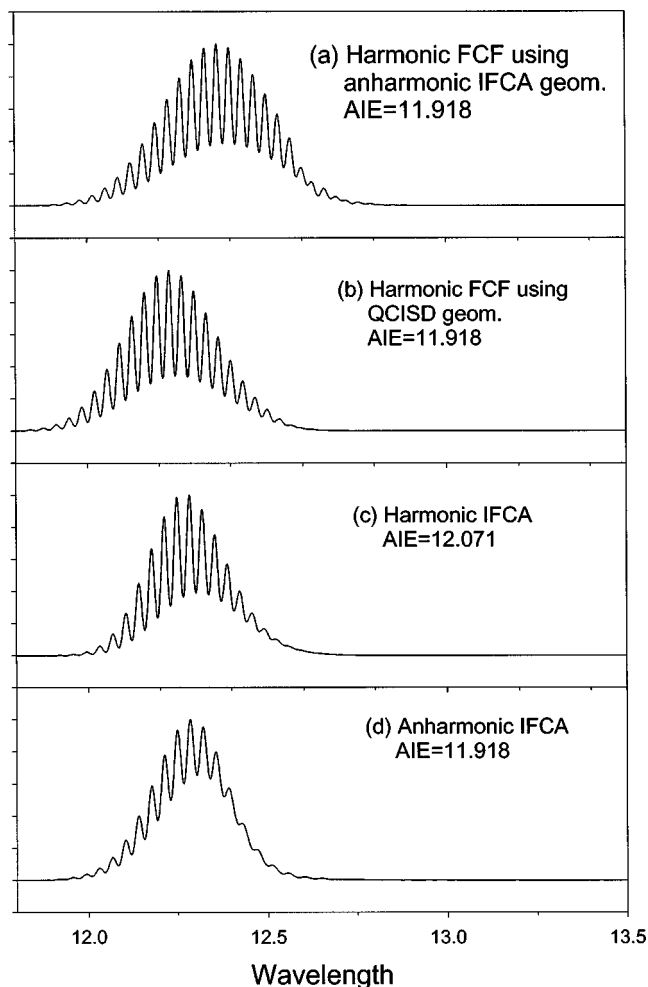 (a) Harmonic FCF using
anharmonic IFCA geom.
AIE=11.918
(b) Harmonic FCF using
QCISD geom.
AIE=11.918
(c) Harmonic IFCA
AIE=12.071
(d) Anharmonic IFCA
AIE=11.918
12.0 12.5 13.0 13.5
Wavelength